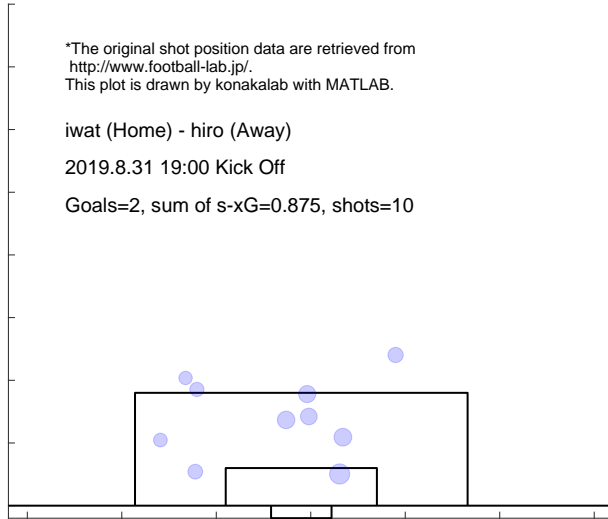 *The original shot position data are retrieved from
http://www.football-lab.jp/.
This plot is drawn by konakalab with MATLAB.
iwat (Home) - hiro (Away)
2019.8.31 19:00 Kick Off
Goals=2, sum of s-xG=0.875, shots=10